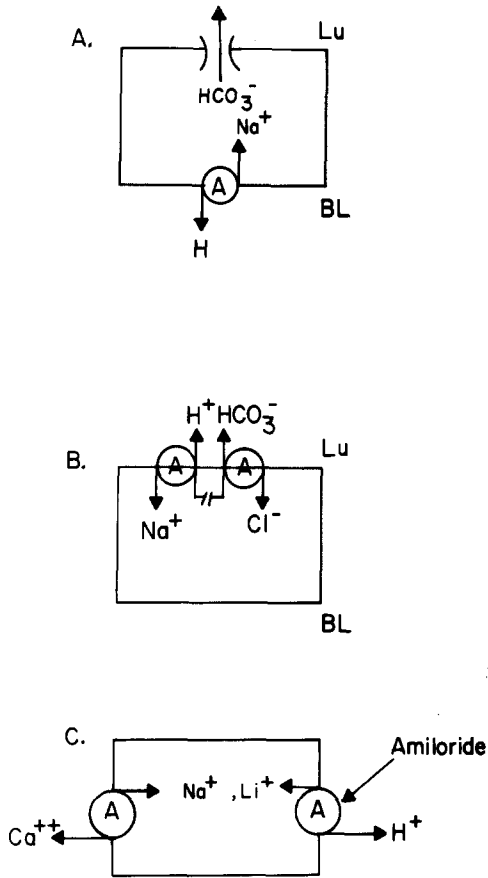 A.
Lu
HCO₃⁻
Na⁺
A
BL
H
H⁺ HCO₃⁻
B.
A
A
Lu
Na⁺
Cl⁻
BL
C.
Amiloride
Na⁺ , Li⁺
A
A
Ca⁺⁺
H⁺